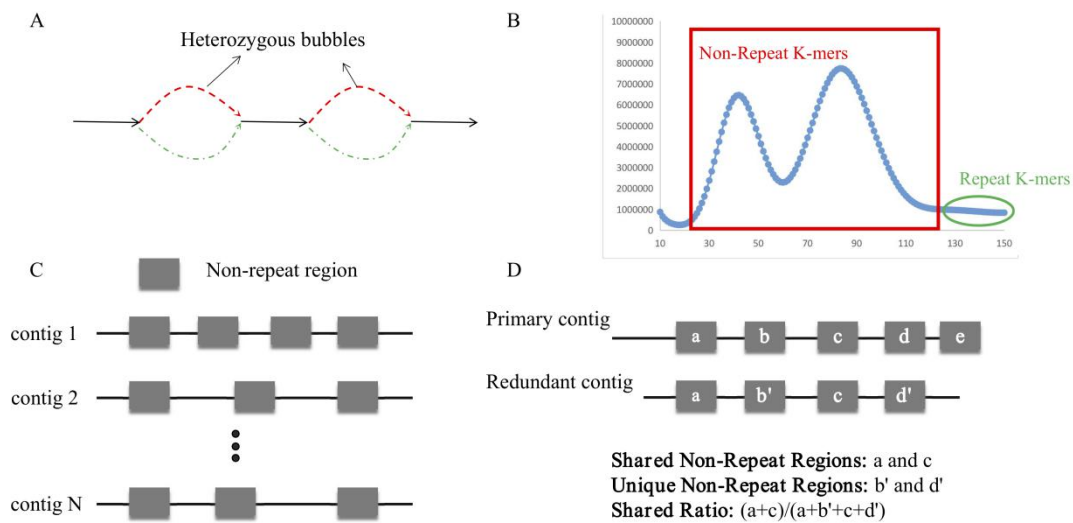 A
Heterozygous bubbles
B
10000000
9000000
8000000
7000000
6000000
5000000
4000000
3000000
2000000
1000000
0
10 30 50 70 90 110 130 150
Non-Repeat K-mers
Repeat K-mers
C
Non-repeat region
contig 1
contig 2
contig N
D
Primary contig
a b c d e
Redundant contig
a b' c d'
Shared Non-Repeat Regions: a and c
Unique Non-Repeat Regions: b' and d'
Shared Ratio: (a+c)/(a+b'+c+d')